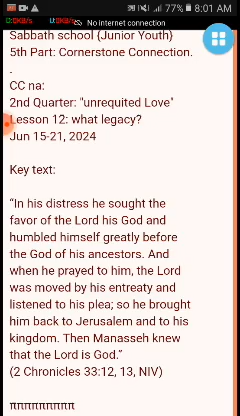 0:00K/s U:0.00K/s No internet connection 77% 8:01 AM
Sabbath school (Junior Youth)
5th Part: Cornerstone Connection.
.
CC na:
2nd Quarter: "unrequited Love"
Lesson 12: what legacy?
Jun 15-21, 2024
Key text:
“In his distress he sought the
favor of the Lord his God and
humbled himself greatly before
the God of his ancestors. And
when he prayed to him, the Lord
was moved by his entreaty and
listened to his plea; so he brought
him back to Jerusalem and to his
kingdom. Then Manasseh knew
that the Lord is God.”
(2 Chronicles 33:12, 13, NIV)
πππππππππππ